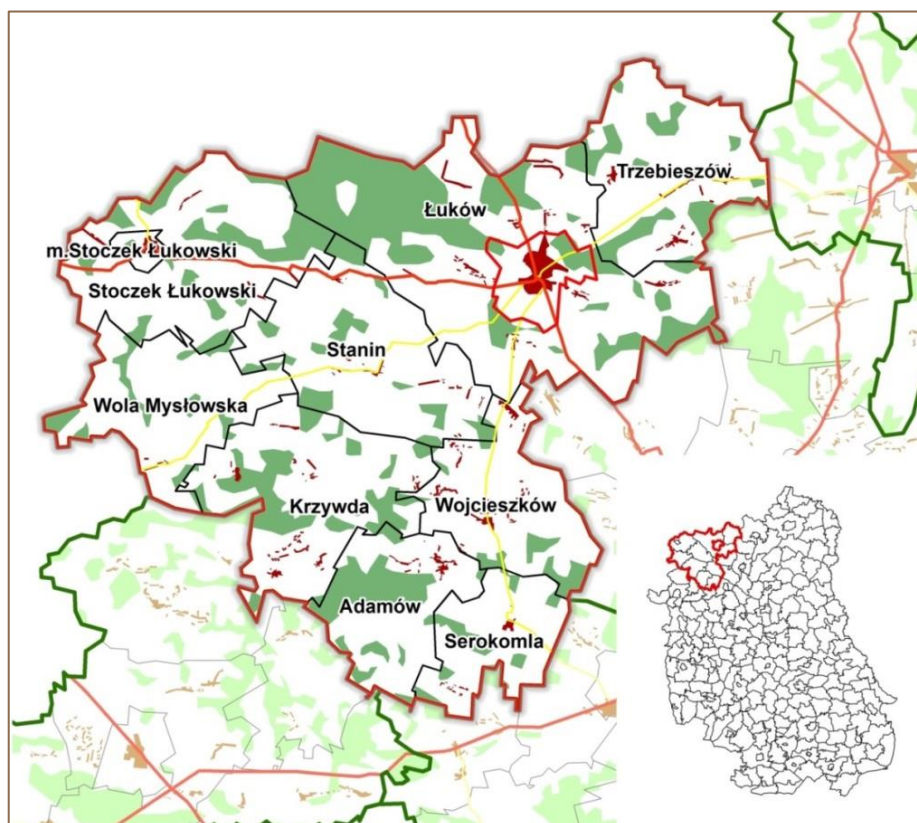 Trzebieszów
Łuków
m.Stoczek Łukowski
Stoczek Łukowski
Stanin
Wola Mysłowska
Krzywda
Wojcieszków
Adamów
Serokomla